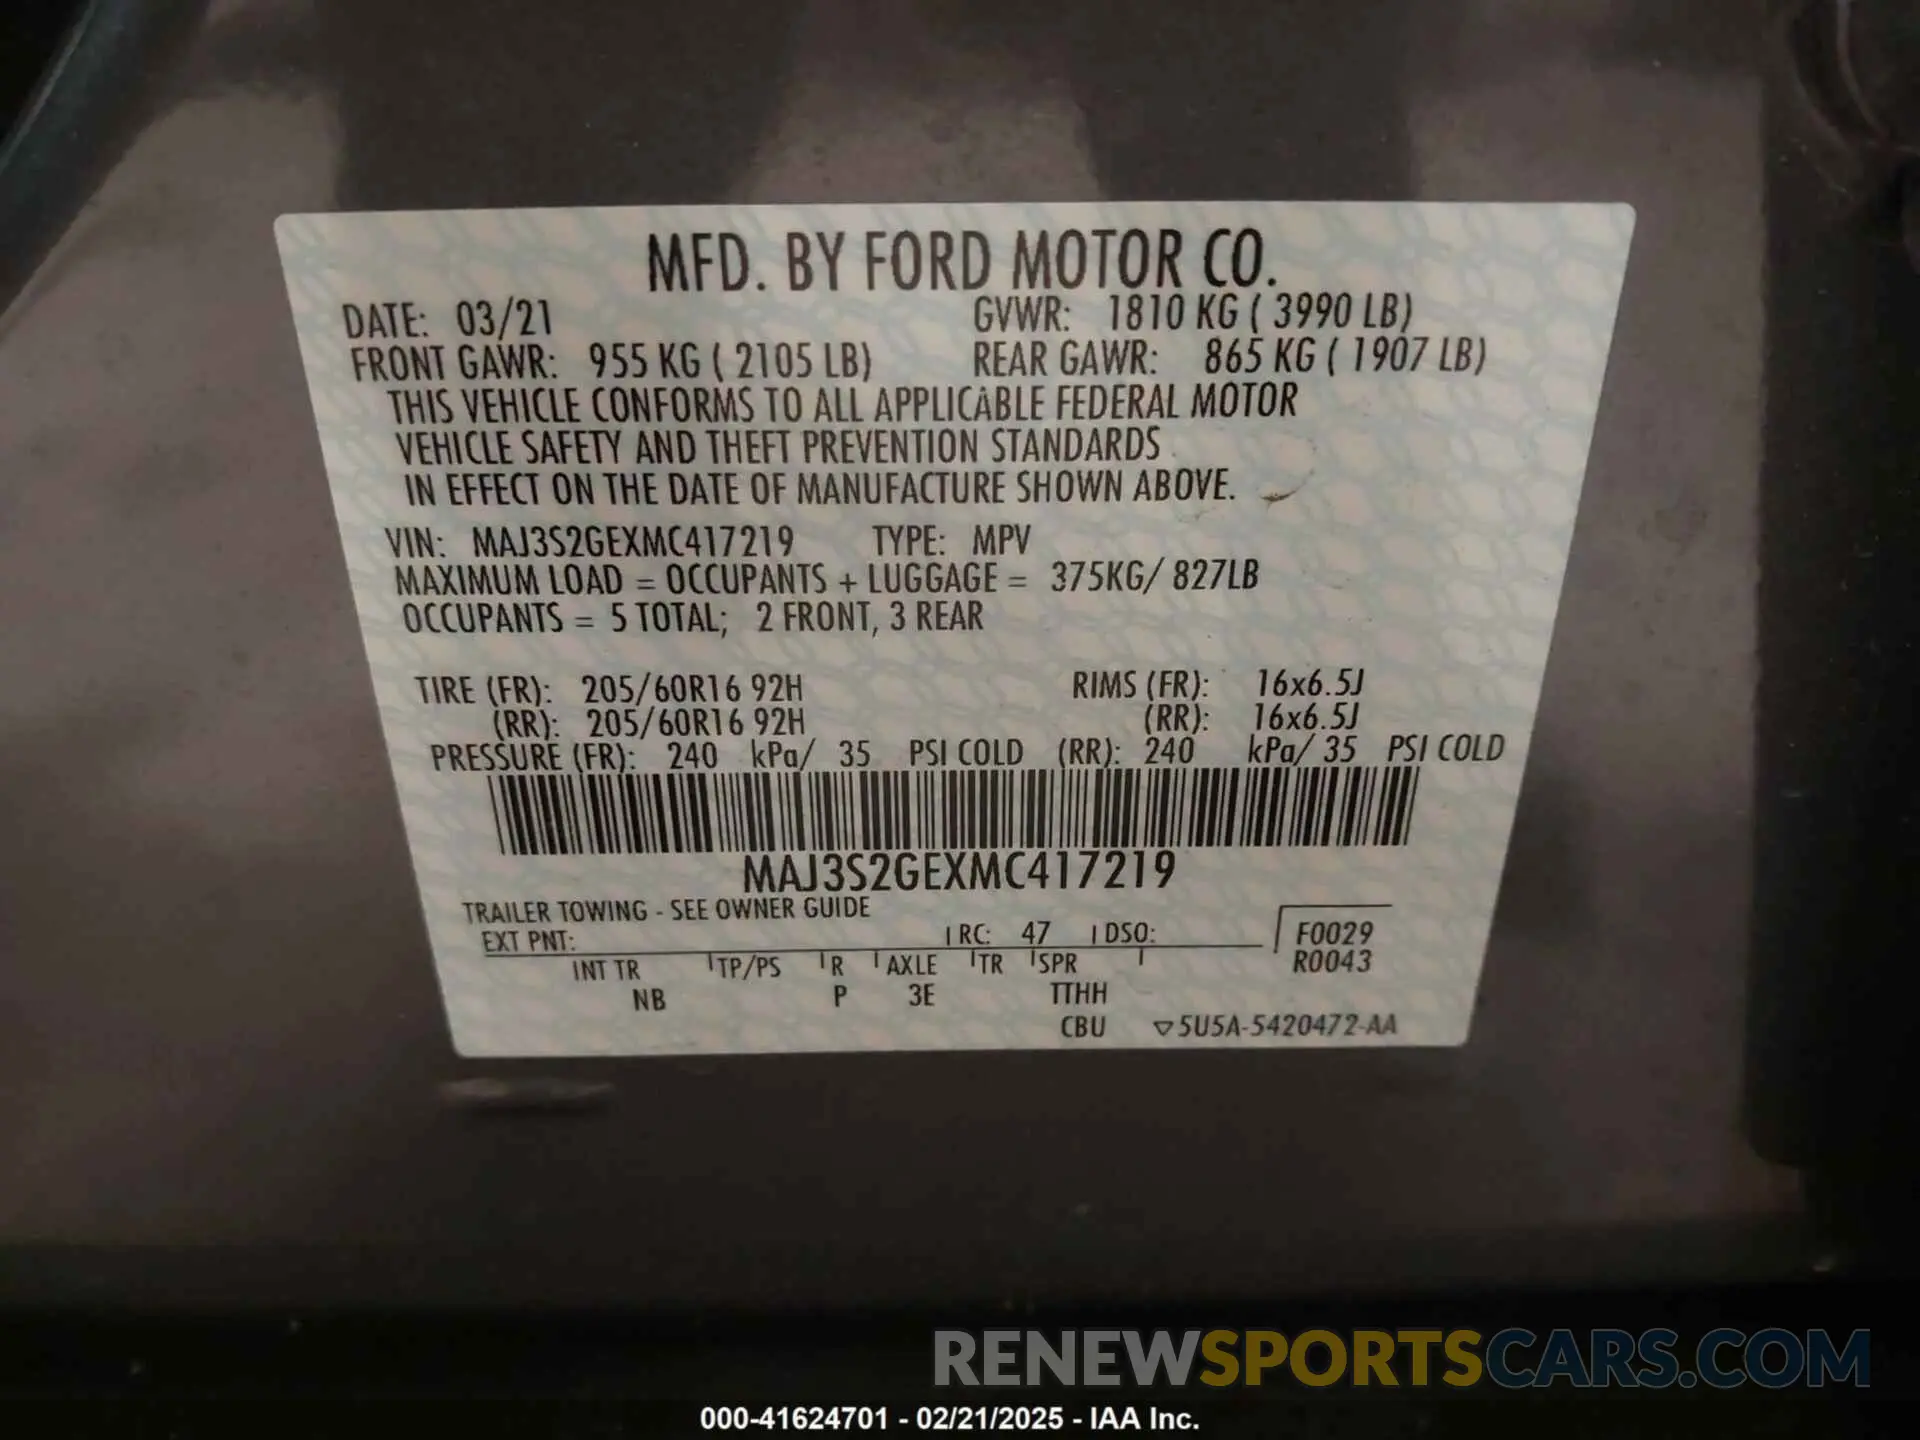 MFD. BY FORD MOTOR CO.
DATE: 03/21 GVWR: 1810 KG ( 3990 LB)
FRONT GAWR: 955 KG ( 2105 LB) REAR GAWR: 865 KG ( 1907 LB)
THIS VEHICLE CONFORMS TO ALL APPLICABLE FEDERAL MOTOR
VEHICLE SAFETY AND THEFT PREVENTION STANDARDS
IN EFFECT ON THE DATE OF MANUFACTURE SHOWN ABOVE.
VIN: MAJ3S2GEXMC417219 TYPE: MPV
MAXIMUM LOAD = OCCUPANTS + LUGGAGE = 375KG/ 827LB
OCCUPANTS = 5 TOTAL; 2 FRONT, 3 REAR
TIRE (FR): 205/60R16 92H RIMS (FR): 16x6.5J
(RR): 205/60R16 92H (RR): 16x6.5J
PRESSURE (FR): 240 kPa/ 35 PSI COLD (RR): 240 kPa/ 35 PSI COLD
MAJ3S2GEXMC417219
TRAILER TOWING - SEE OWNER GUIDE
EXT PNT: RC: 47 DSO: F0029
INT TR TP/PS R AXLE TR SPR R0043
NB P 3E TTHH
CBU ▽5U5A-5420472-AA
RENEWSPORTSCARS.COM
000-41624701 - 02/21/2025 - IAA Inc.